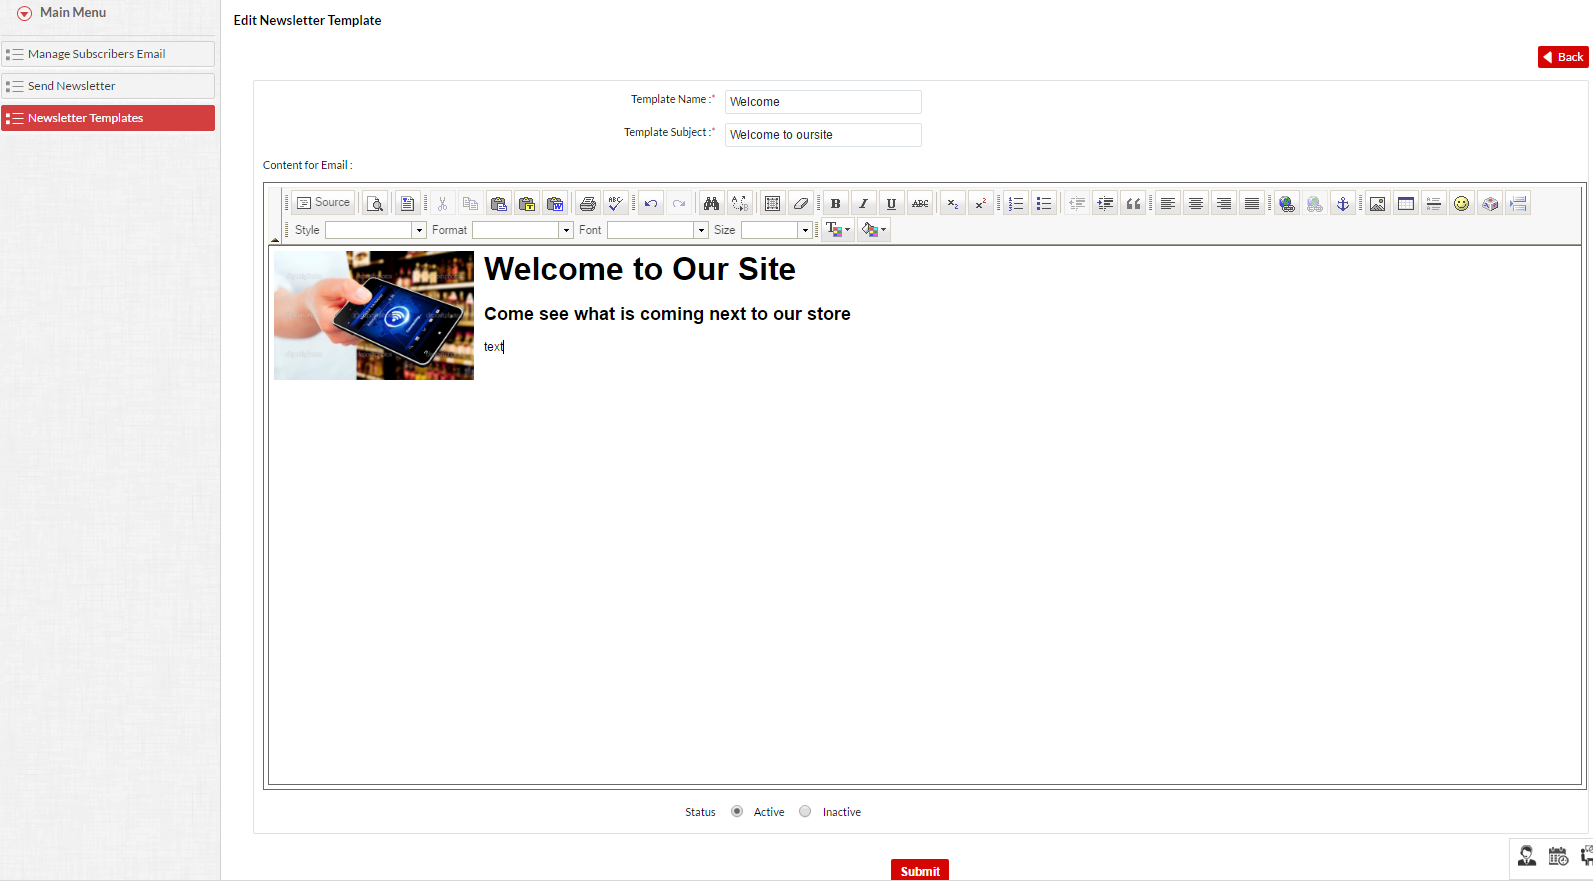 Main Menu
Edit Newsletter Template
Back
Manage Subscribers Email
Send Newsletter
Newsletter Templates
Template Name :*
Welcome
Template Subject :*
Welcome to oursite
Content for Email :
Source
Style
Format
Font
Size
Welcome to Our Site
Come see what is coming next to our store
text
Status
Active
Inactive
Submit